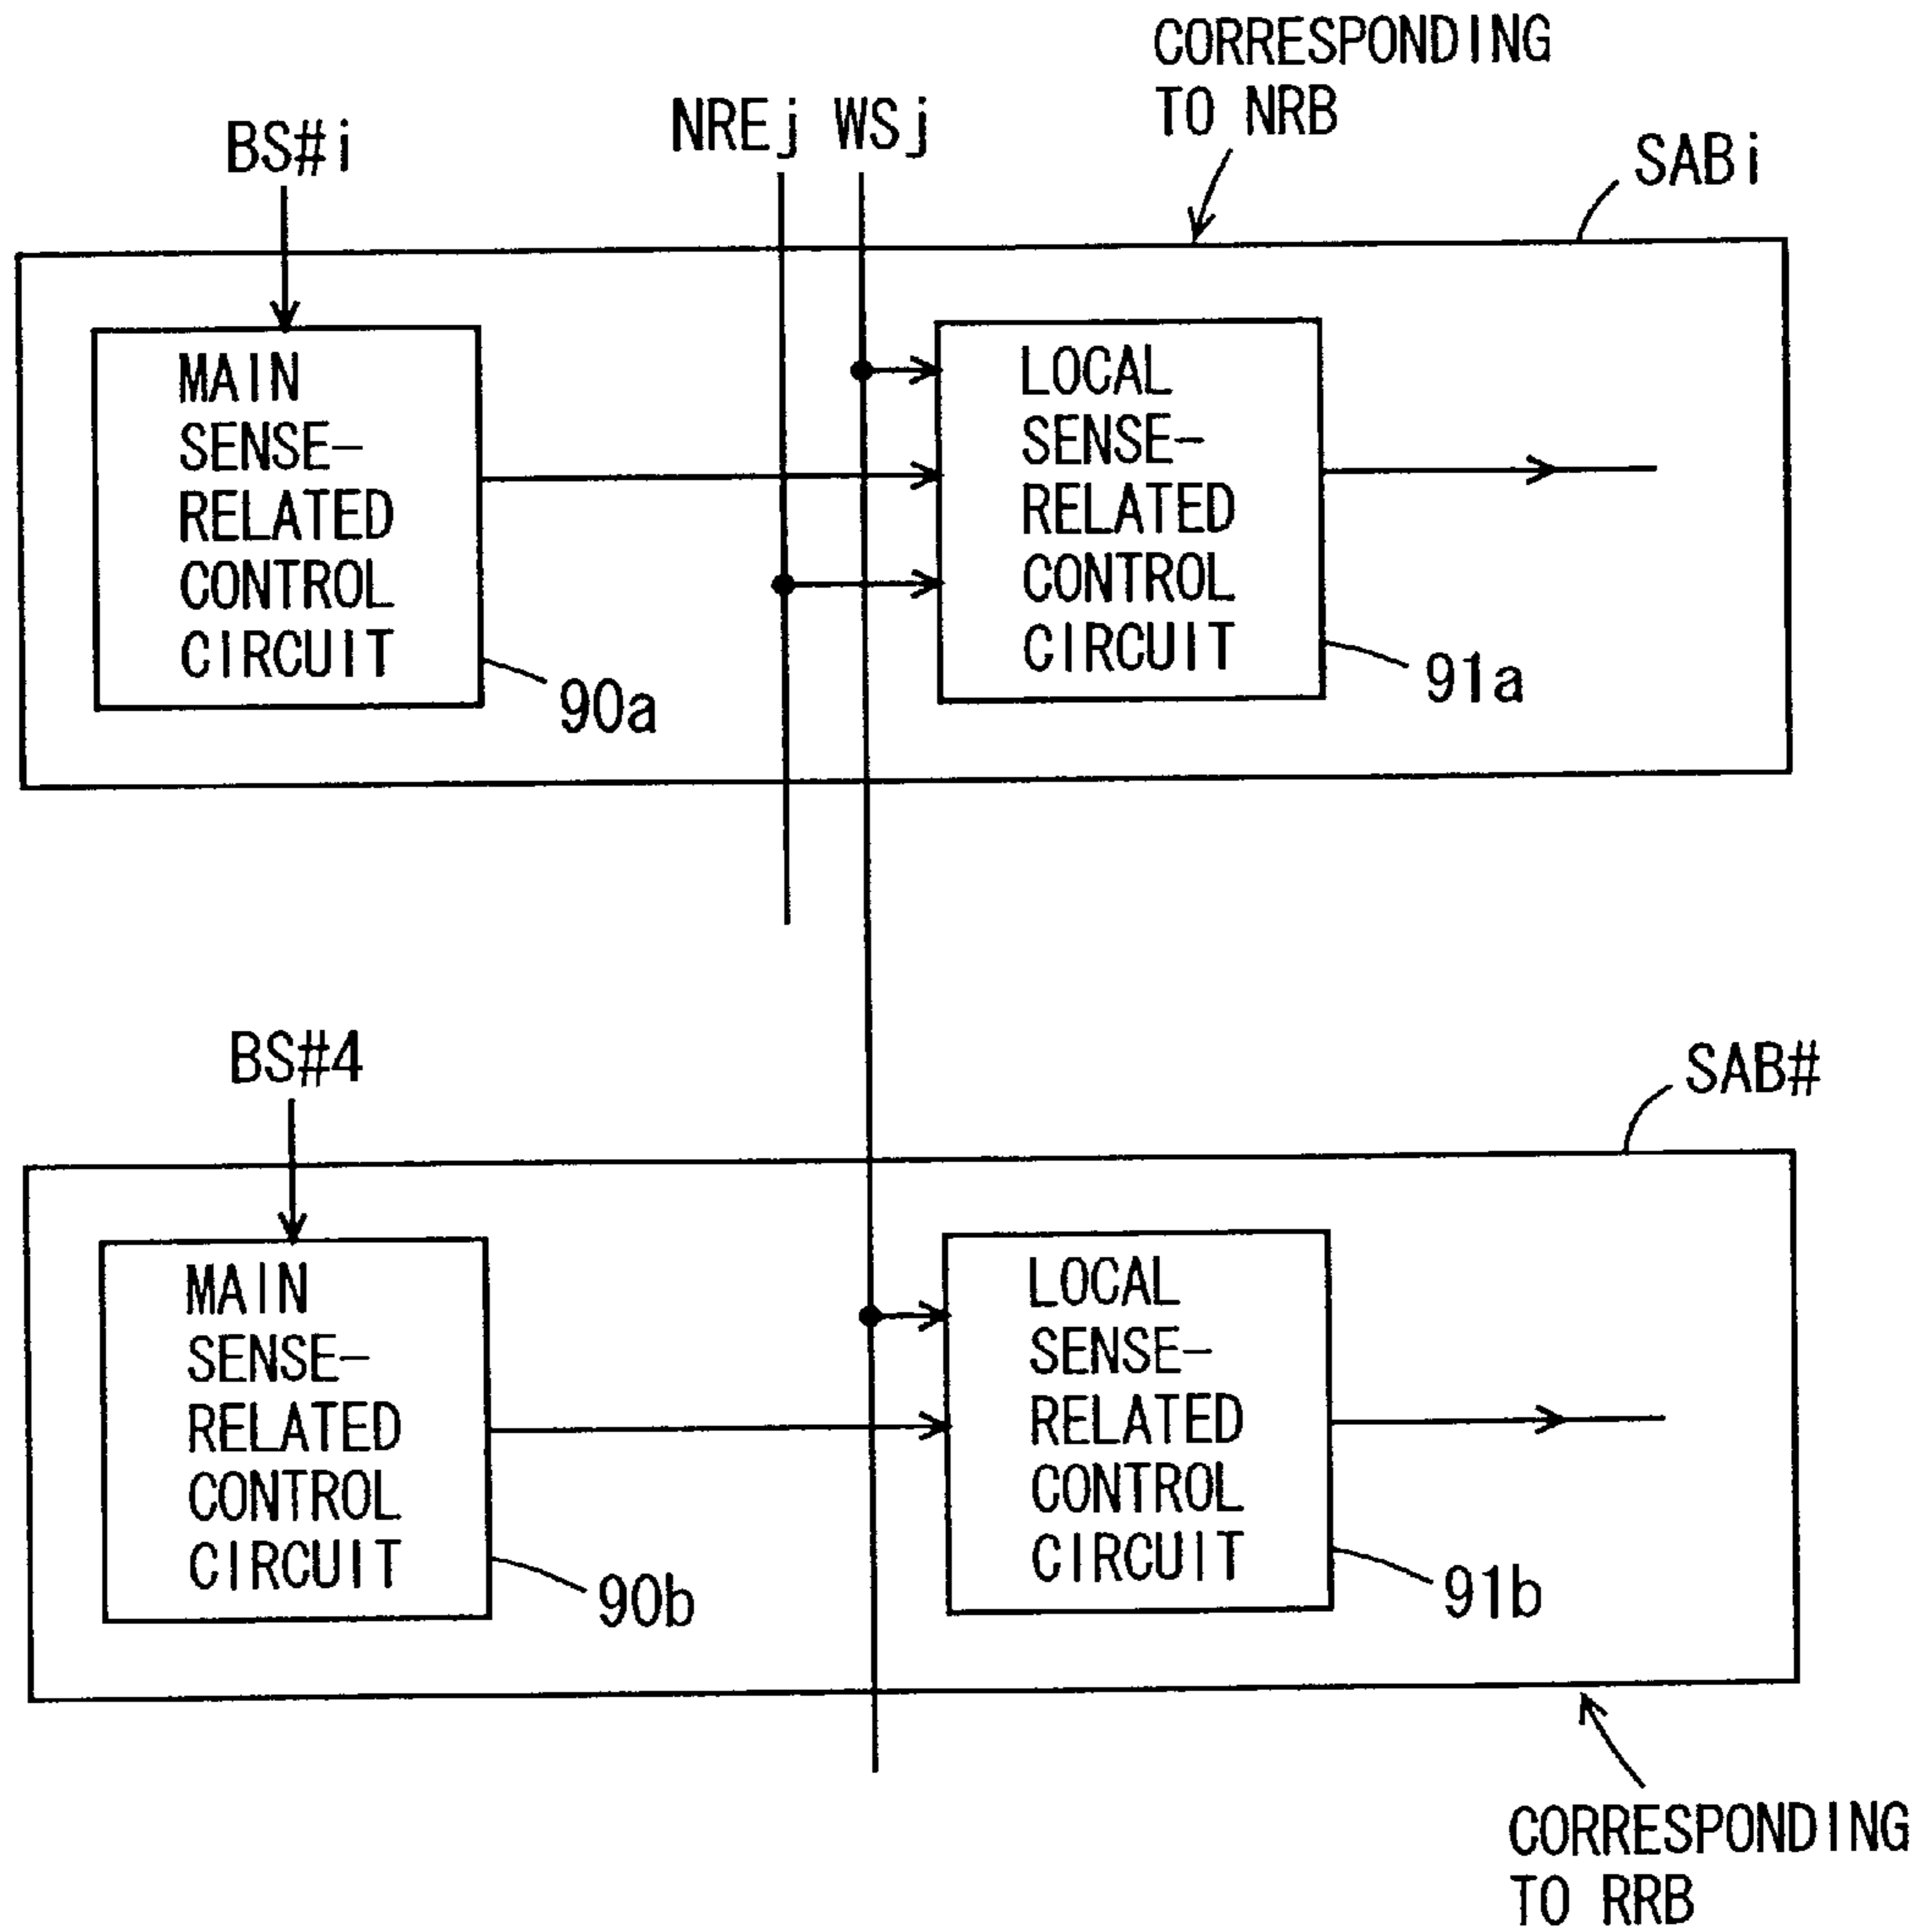 CORRESPONDING
TO NRB
NREj WSj
BS#i
SABi
MAIN
SENSE-
RELATED
CONTROL
CIRCUIT
90a
LOCAL
SENSE-
RELATED
CONTROL
CIRCUIT
91a
BS#4
SAB#
MAIN
SENSE-
RELATED
CONTROL
CIRCUIT
90b
LOCAL
SENSE-
RELATED
CONTROL
CIRCUIT
91b
CORRESPONDING
TO RRB